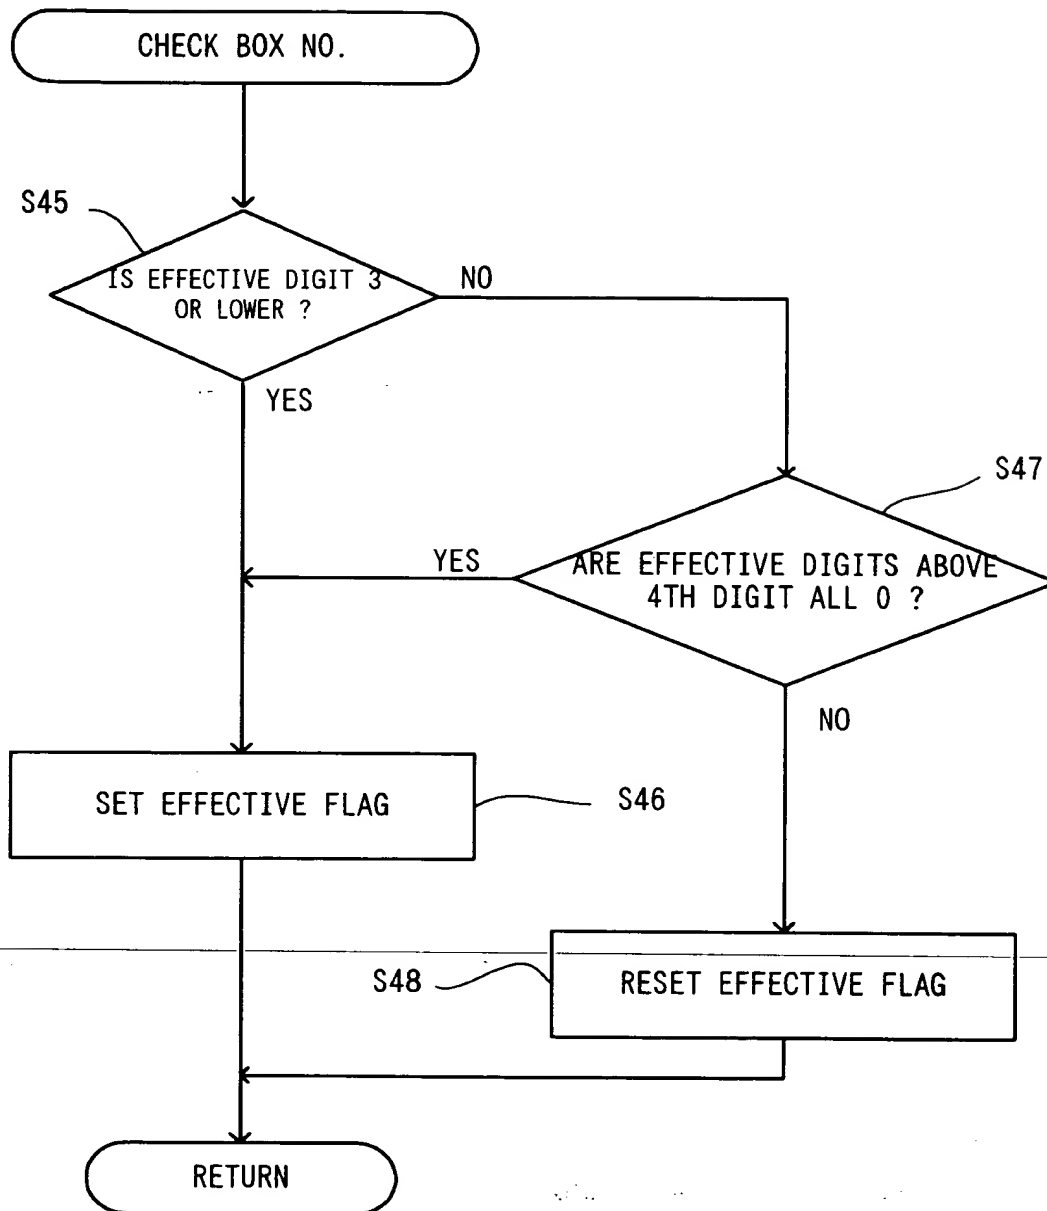 CHECK BOX NO.
S45
IS EFFECTIVE DIGIT 3
OR LOWER ?
NO
YES
S47
YES
ARE EFFECTIVE DIGITS ABOVE
4TH DIGIT ALL 0 ?
NO
SET EFFECTIVE FLAG
S46
S48
RESET EFFECTIVE FLAG
RETURN